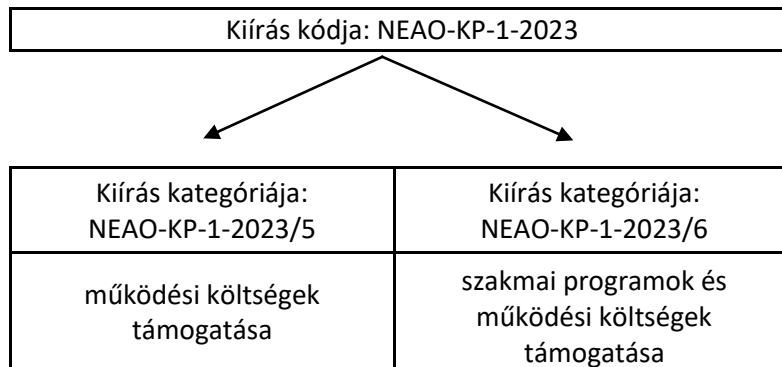 Kiírás kódja: NEAO-KP-1-2023
Kiírás kategóriája:
NEAO-KP-1-2023/5
Kiírás kategóriája:
NEAO-KP-1-2023/6
működési költségek
támogatása
szakmai programok és
működési költségek
támogatása